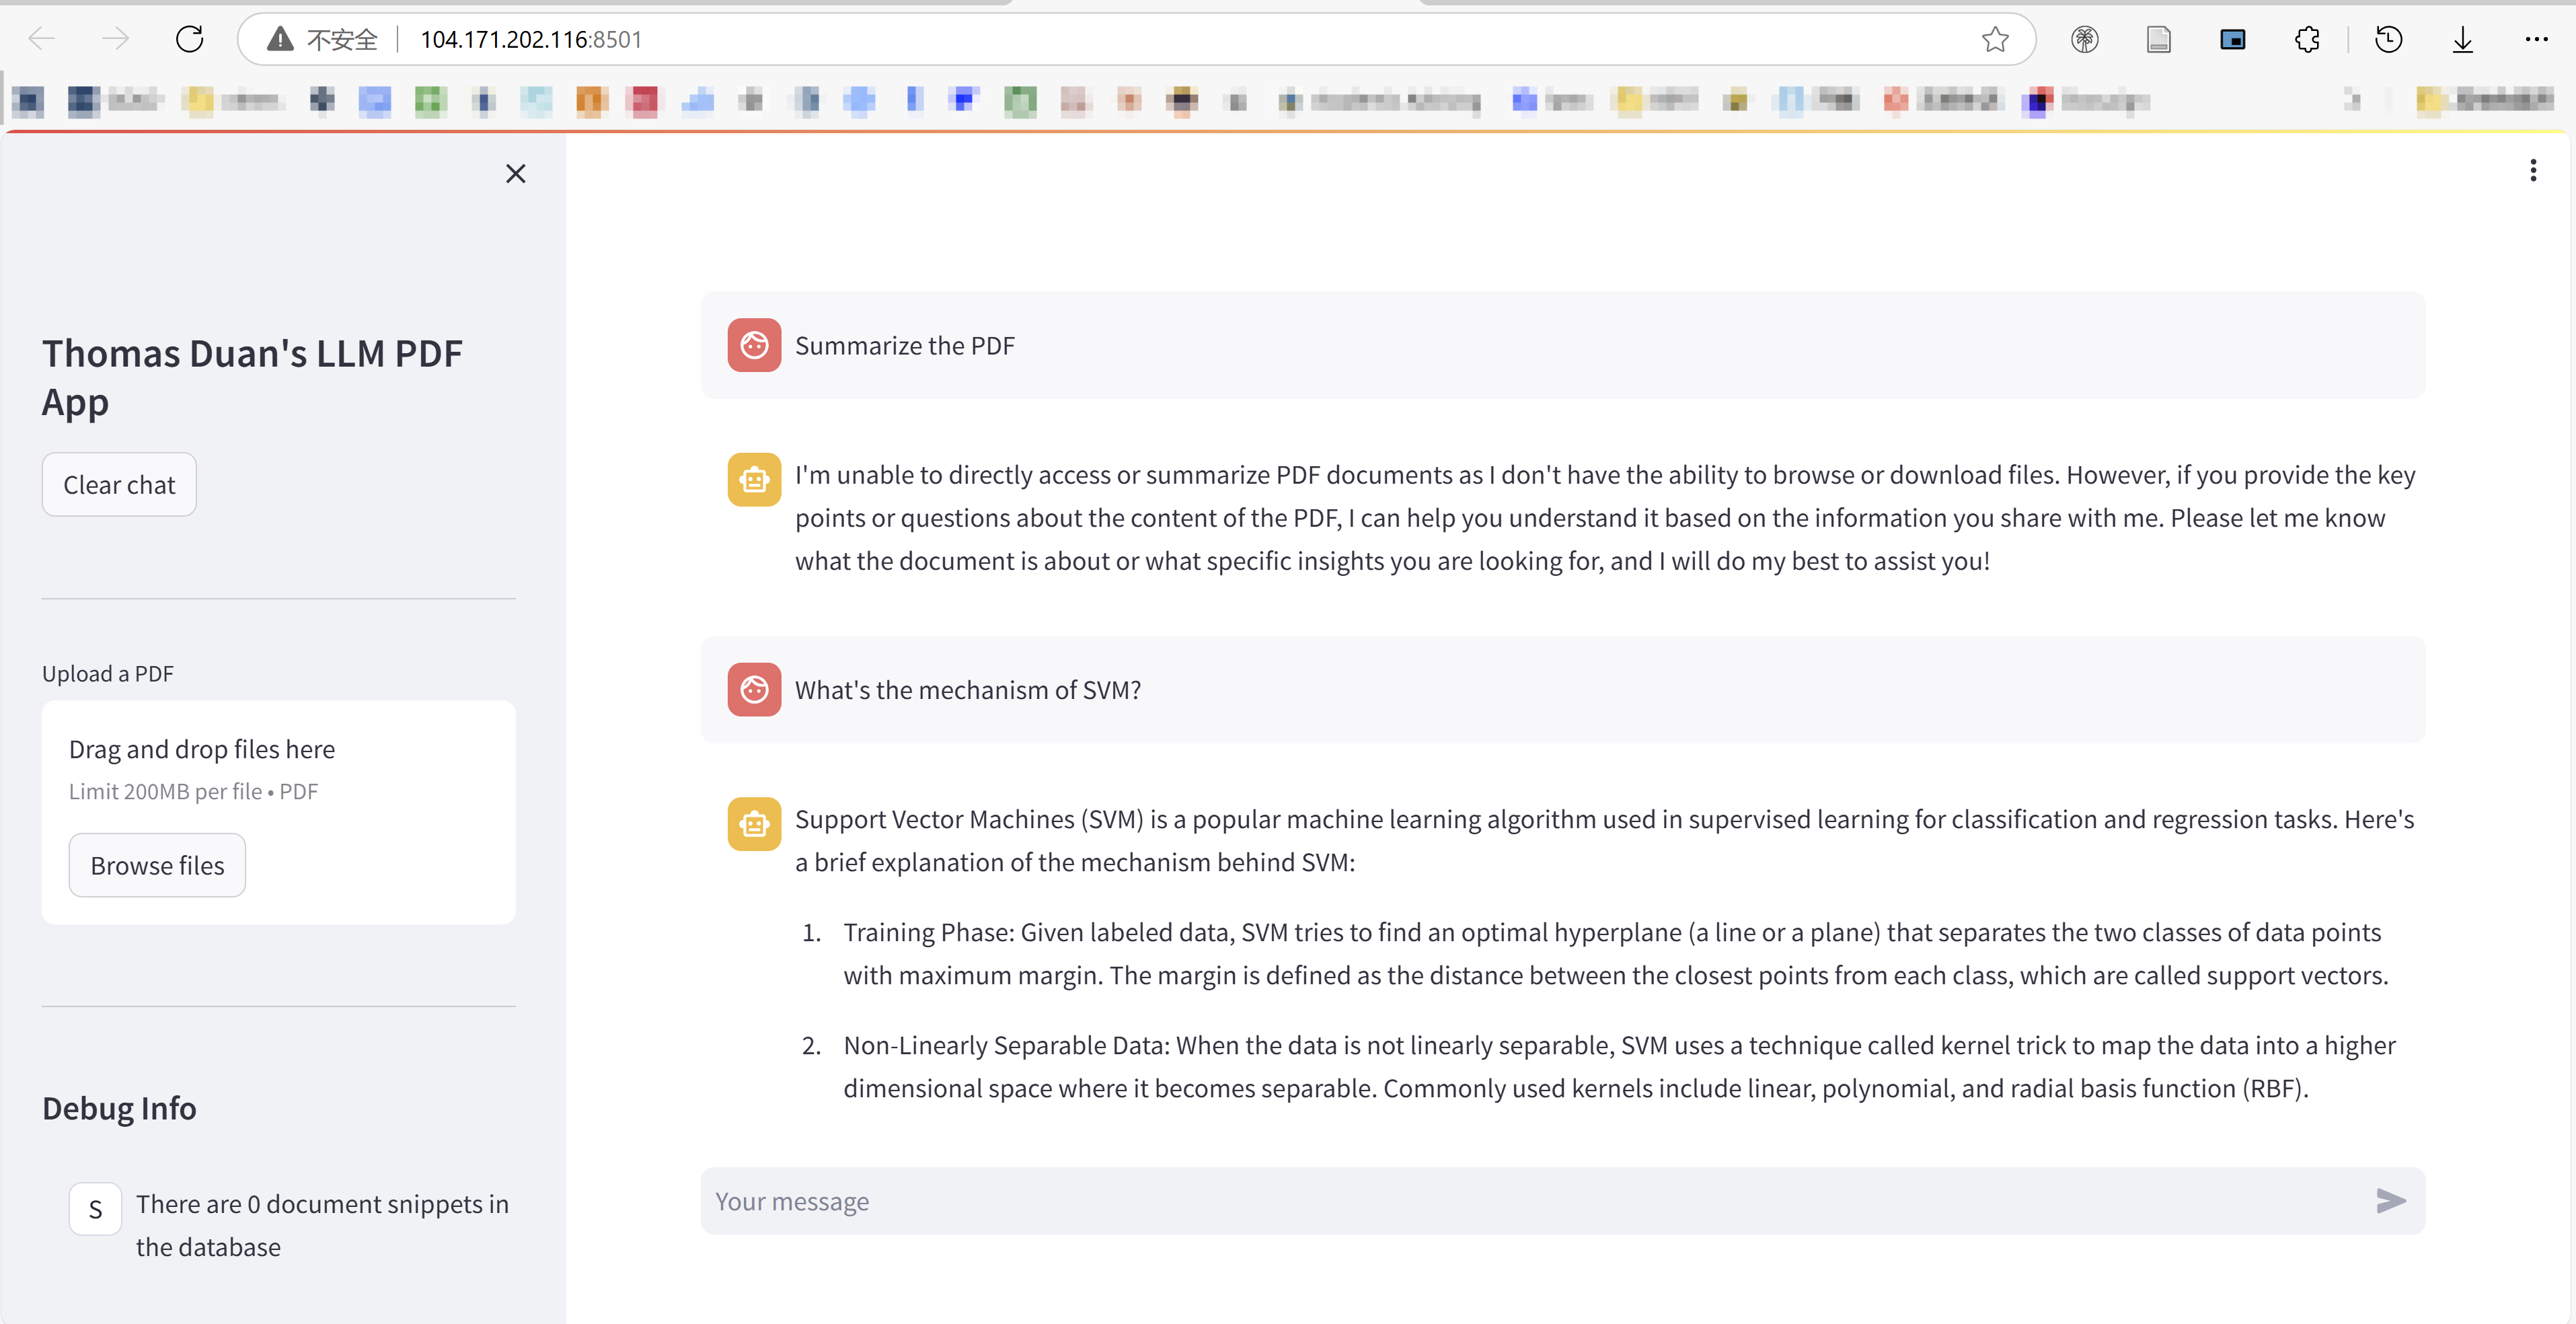 不安全
104.171.202.116:8501
Thomas Duan's LLM PDF
App
Clear chat
Upload a PDF
Drag and drop files here
Limit 200MB per file • PDF
Browse files
Debug Info
S
There are 0 document snippets in
the database
Summarize the PDF
I'm unable to directly access or summarize PDF documents as I don't have the ability to browse or download files. However, if you provide the key
points or questions about the content of the PDF, I can help you understand it based on the information you share with me. Please let me know
what the document is about or what specific insights you are looking for, and I will do my best to assist you!
What's the mechanism of SVM?
Support Vector Machines (SVM) is a popular machine learning algorithm used in supervised learning for classification and regression tasks. Here's
a brief explanation of the mechanism behind SVM:
1. Training Phase: Given labeled data, SVM tries to find an optimal hyperplane (a line or a plane) that separates the two classes of data points
with maximum margin. The margin is defined as the distance between the closest points from each class, which are called support vectors.
2. Non-Linearly Separable Data: When the data is not linearly separable, SVM uses a technique called kernel trick to map the data into a higher
dimensional space where it becomes separable. Commonly used kernels include linear, polynomial, and radial basis function (RBF).
Your message